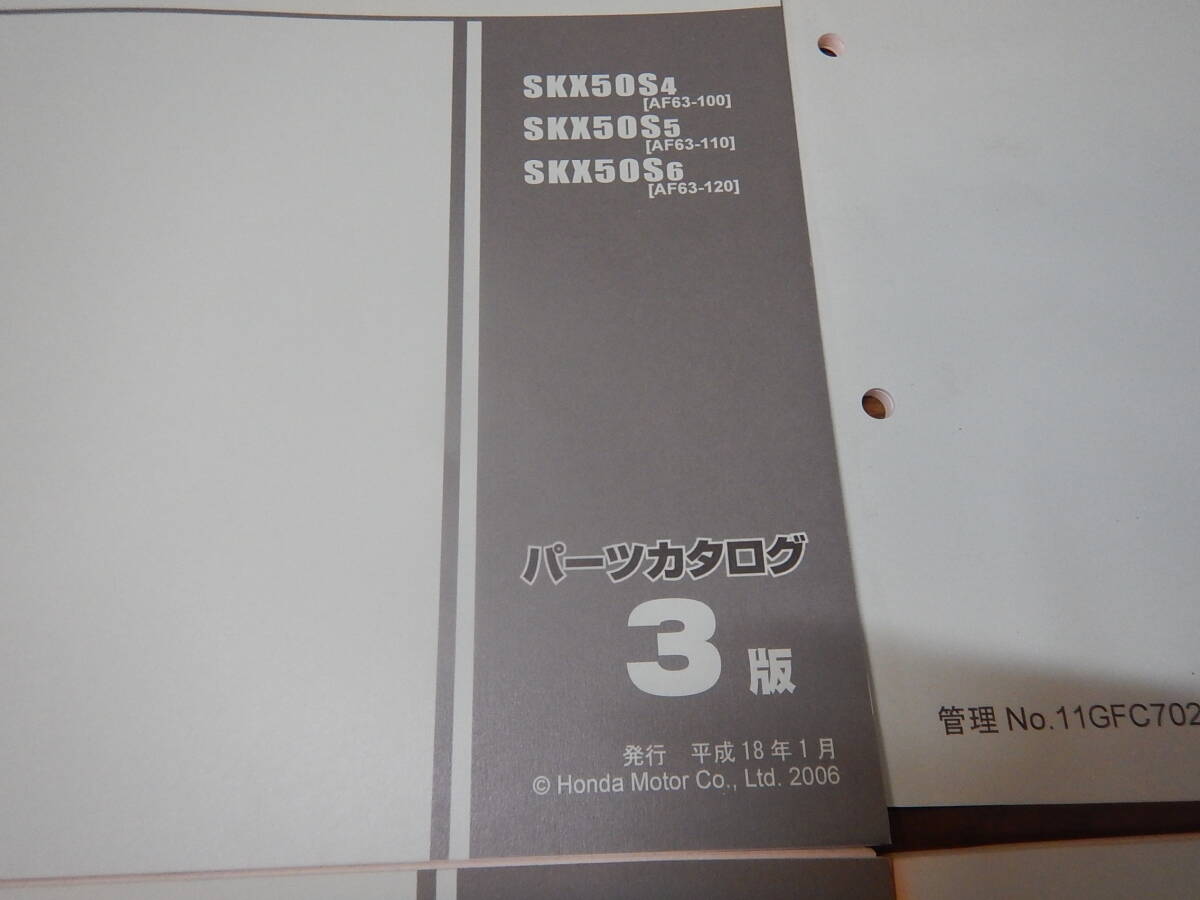 SKX50S4
[AF63-100]
SKX50S5
[AF63-110]
SKX50S6
[AF63-120]
パーツカタログ
3版
発行 平成18年1月
© Honda Motor Co., Ltd. 2006
管理 No.11GFC702